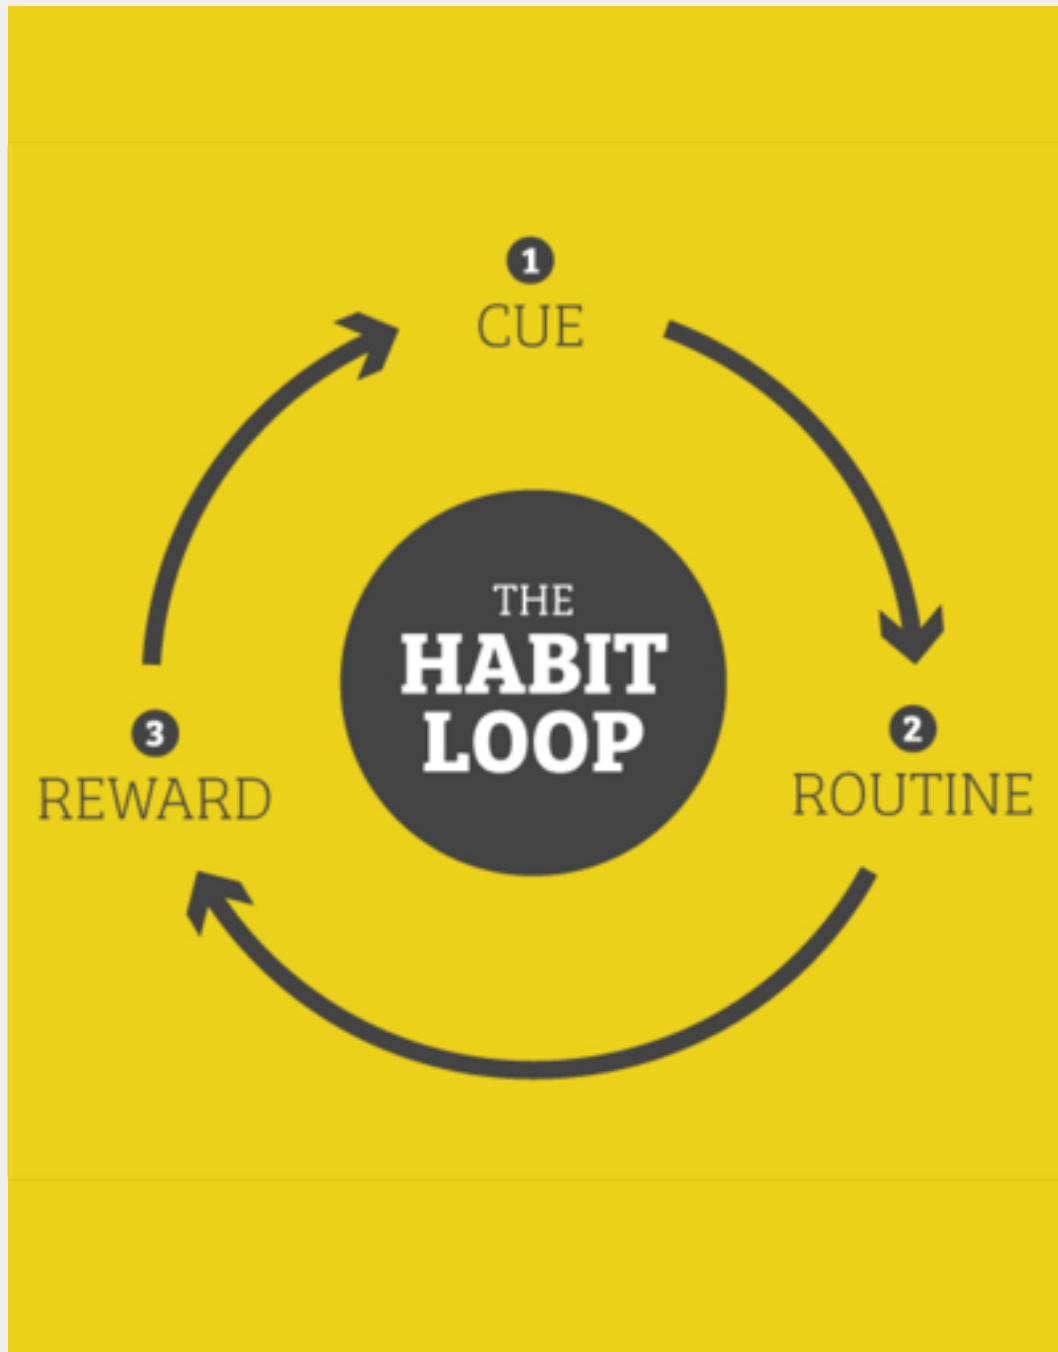 1
CUE
THE
HABIT
LOOP
2
ROUTINE
3
REWARD